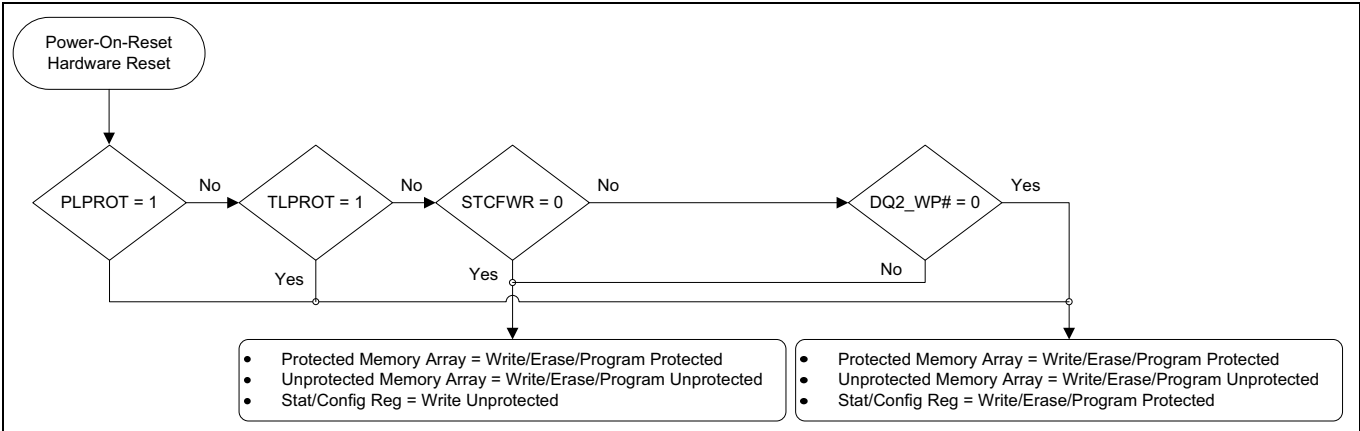 Power-On-Reset
Hardware Reset
PLPROT = 1
No
TLPROT = 1
No
STCFWR = 0
No
DQ2_WP# = 0
Yes
Yes
Yes
No
• Protected Memory Array = Write/Erase/Program Protected
• Unprotected Memory Array = Write/Erase/Program Unprotected
• Stat/Config Reg = Write Unprotected
• Protected Memory Array = Write/Erase/Program Protected
• Unprotected Memory Array = Write/Erase/Program Unprotected
• Stat/Config Reg = Write/Erase/Program Protected